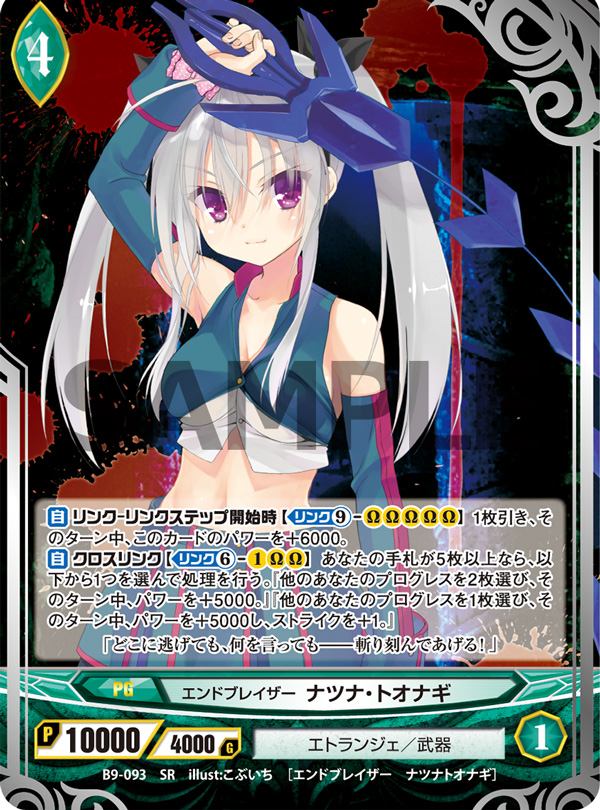 4
SAMPL
自 リンク-リンクステップ開始時【リンク9-ΩΩΩΩΩ】 1枚引き、そ
のターン中、このカードのパワーを+6000。
自 クロスリンク【リンク6-1ΩΩ】 あなたの手札が5枚以上なら、以
下から1つを選んで処理を行う。『他のあなたのプログレスを2枚選び、そ
のターン中、パワーを+5000。』『他のあなたのプログレスを1枚選び、そ
のターン中、パワーを+5000し、ストライクを+1。』
「どこに逃げても、何を言っても――斬り刻んであげる!」
PG エンドブレイザー ナツナ・トオナギ
P 10000 / 4000 G エトランジェ/武器 1
B9-093 SR illust:こぶいち [エンドブレイザー ナツナトオナギ]